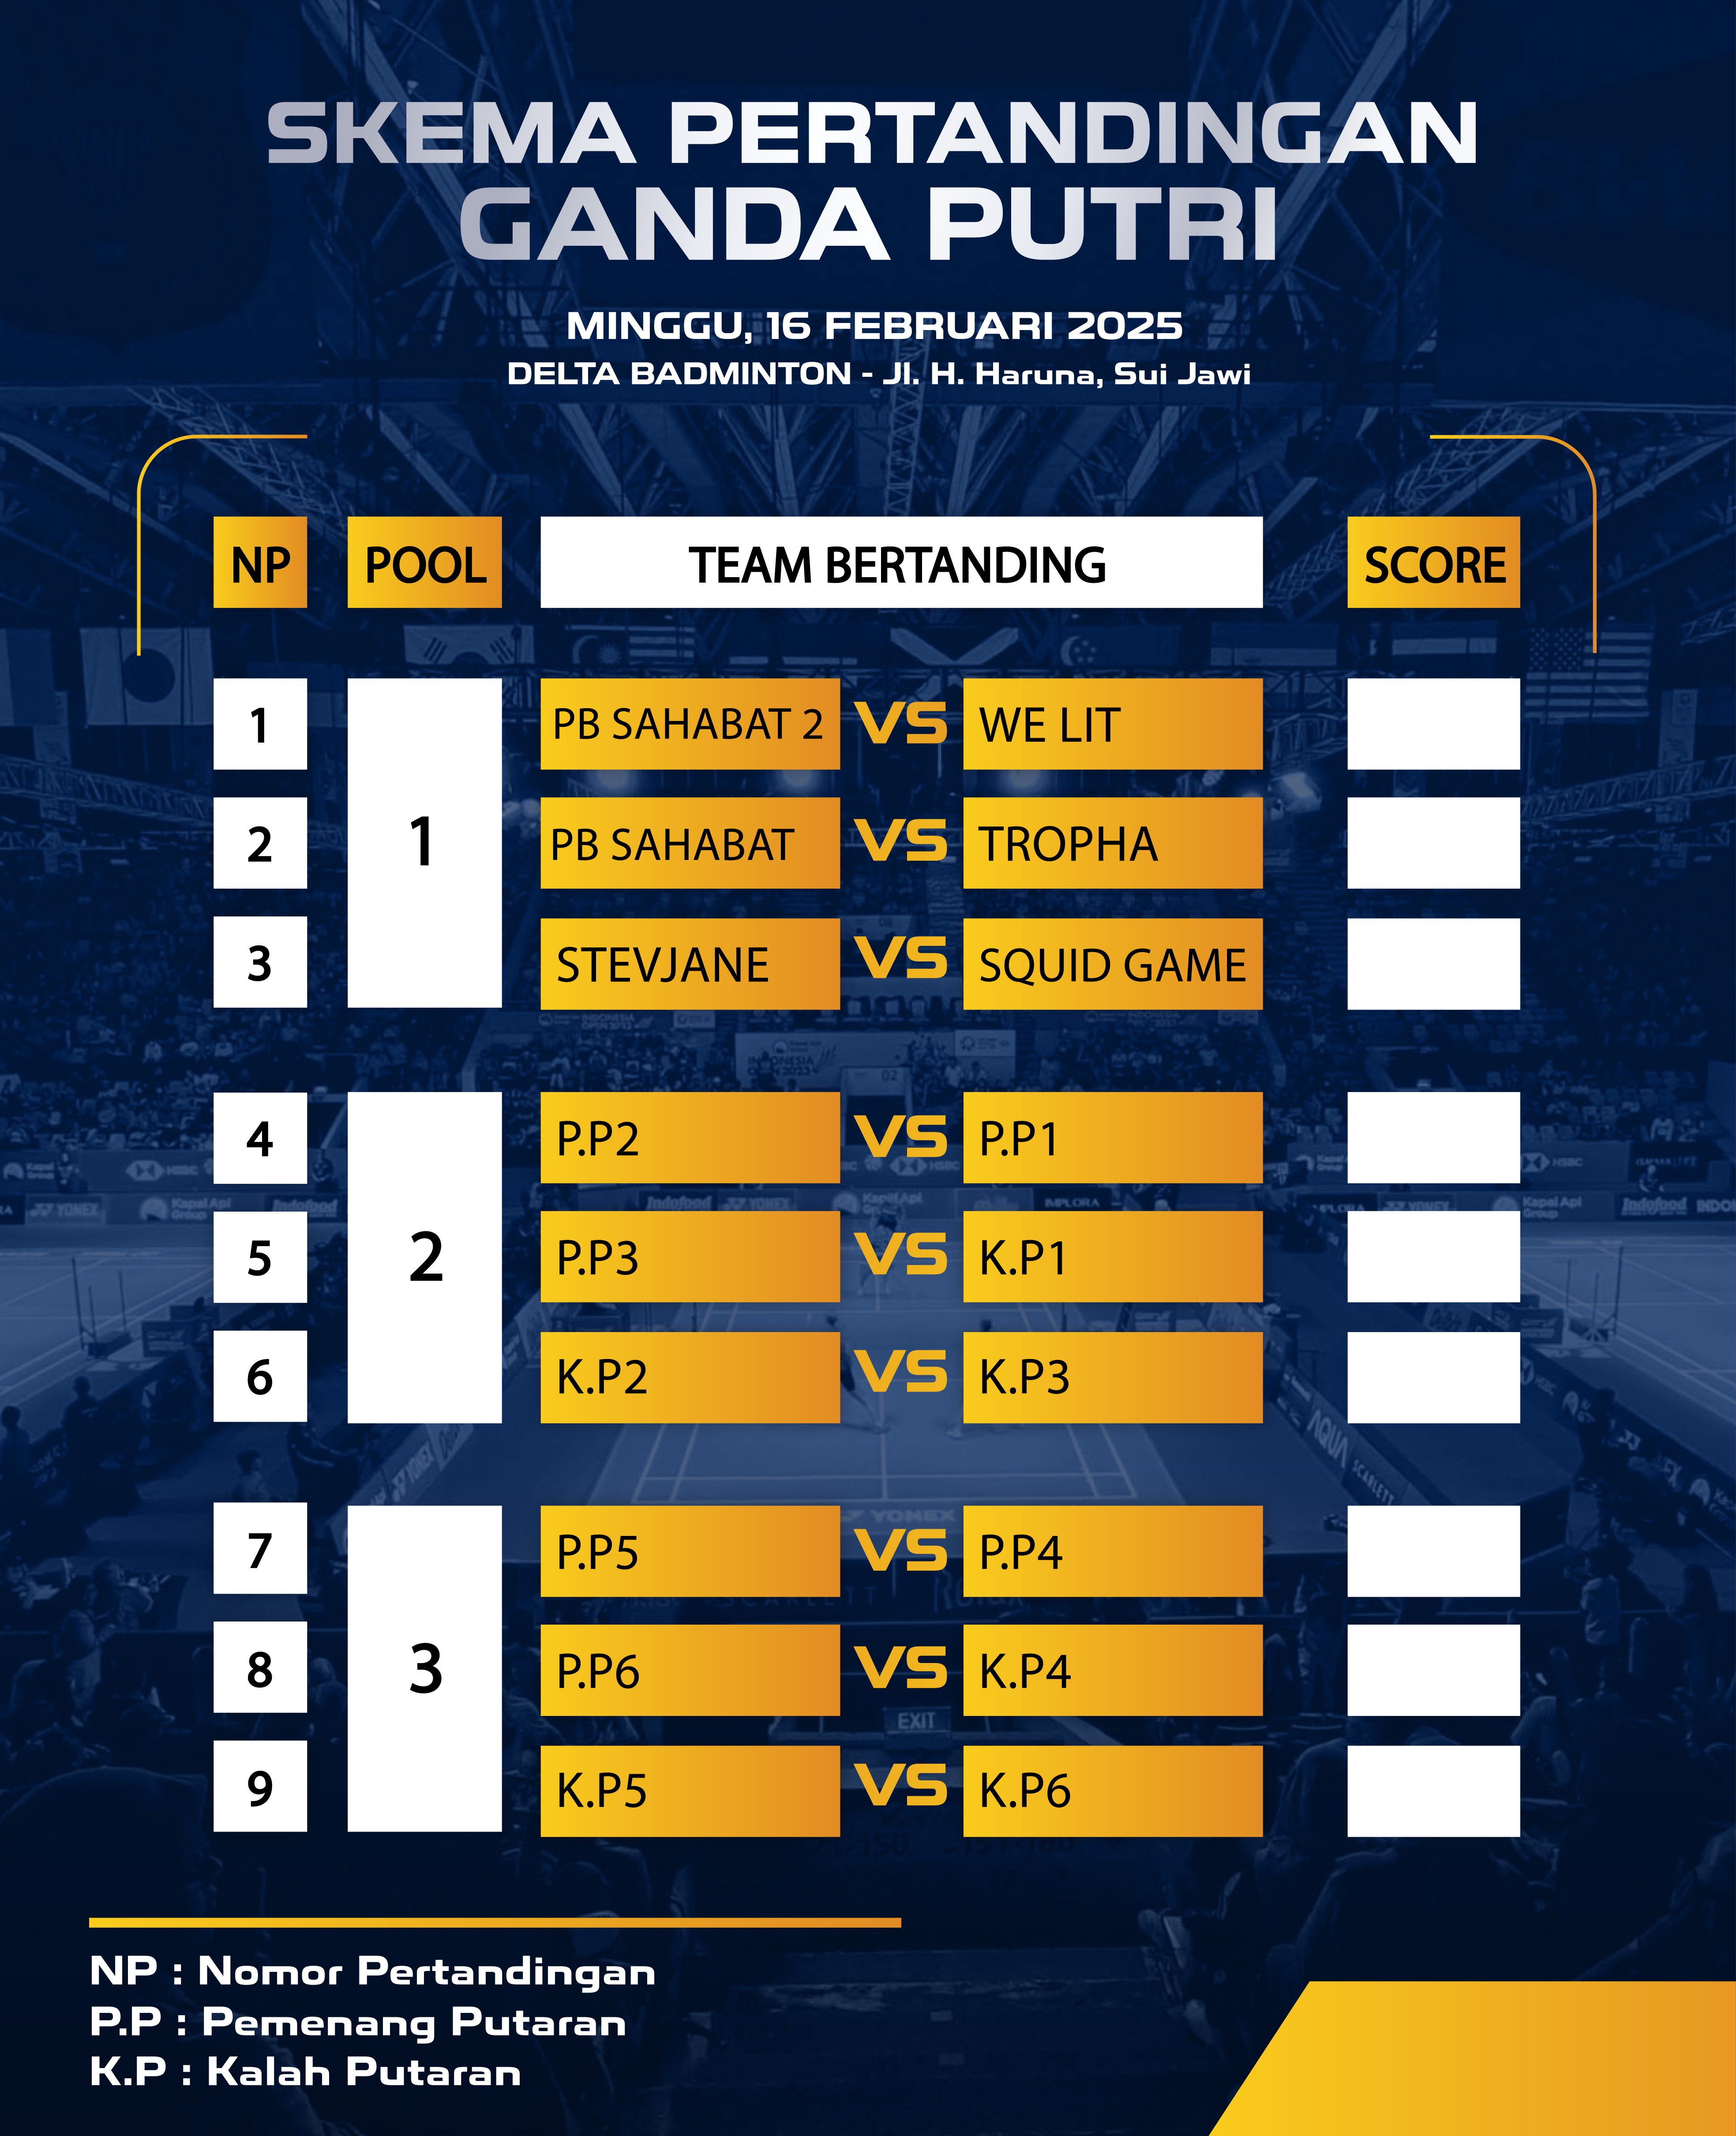 SKEMA PERTANDINGAN
GANDA PUTRI
MINGGU, 16 FEBRUARI 2025
DELTA BADMINTON - Jl. H. Haruna, Sui Jawi
NP POOL TEAM BERTANDING SCORE
1 PB SAHABAT 2 VS WE LIT
1
2 PB SAHABAT VS TROPHA
3 STEVJANE VS SQUID GAME
4 P.P2 VS P.P1
2
5 P.P3 VS K.P1
6 K.P2 VS K.P3
7 P.P5 VS P.P4
3
8 P.P6 VS K.P4
9 K.P5 VS K.P6
EXIT
NP : Nomor Pertandingan
P.P : Pemenang Putaran
K.P : Kalah Putaran